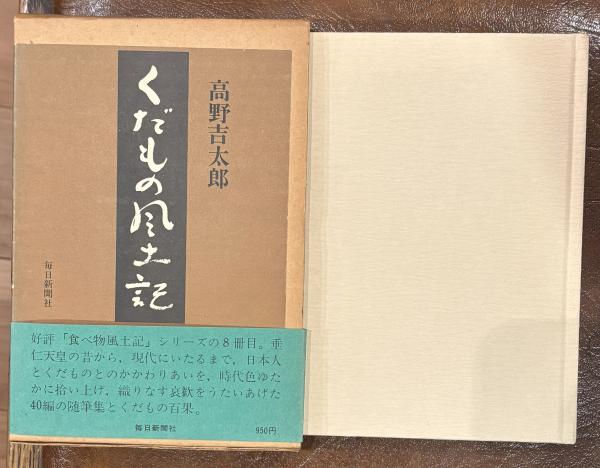 高野吉太郎
くだもの風土記
毎日新聞社
好評「食べ物風土記」シリーズの8冊目。垂
仁天皇の昔から，現代にいたるまで，日本人
とくだものとのかかわりあいを，時代色ゆた
かに拾い上げ，織りなす哀歓をうたいあげた
40編の随筆集とくだもの百果。
毎日新聞社
950円